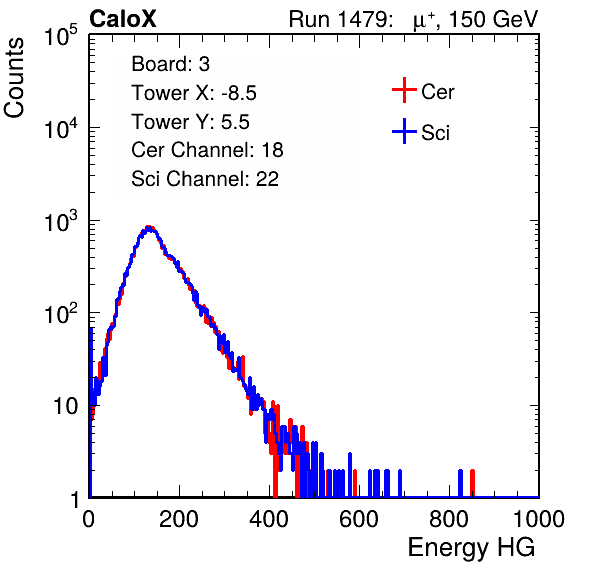 CaloX Run 1479: μ⁺, 150 GeV
Counts
Board: 3
Tower X: -8.5
Tower Y: 5.5
Cer Channel: 18
Sci Channel: 22
Cer
Sci
10⁵
10⁴
10³
10²
10
1
0 200 400 600 800 1000
Energy HG